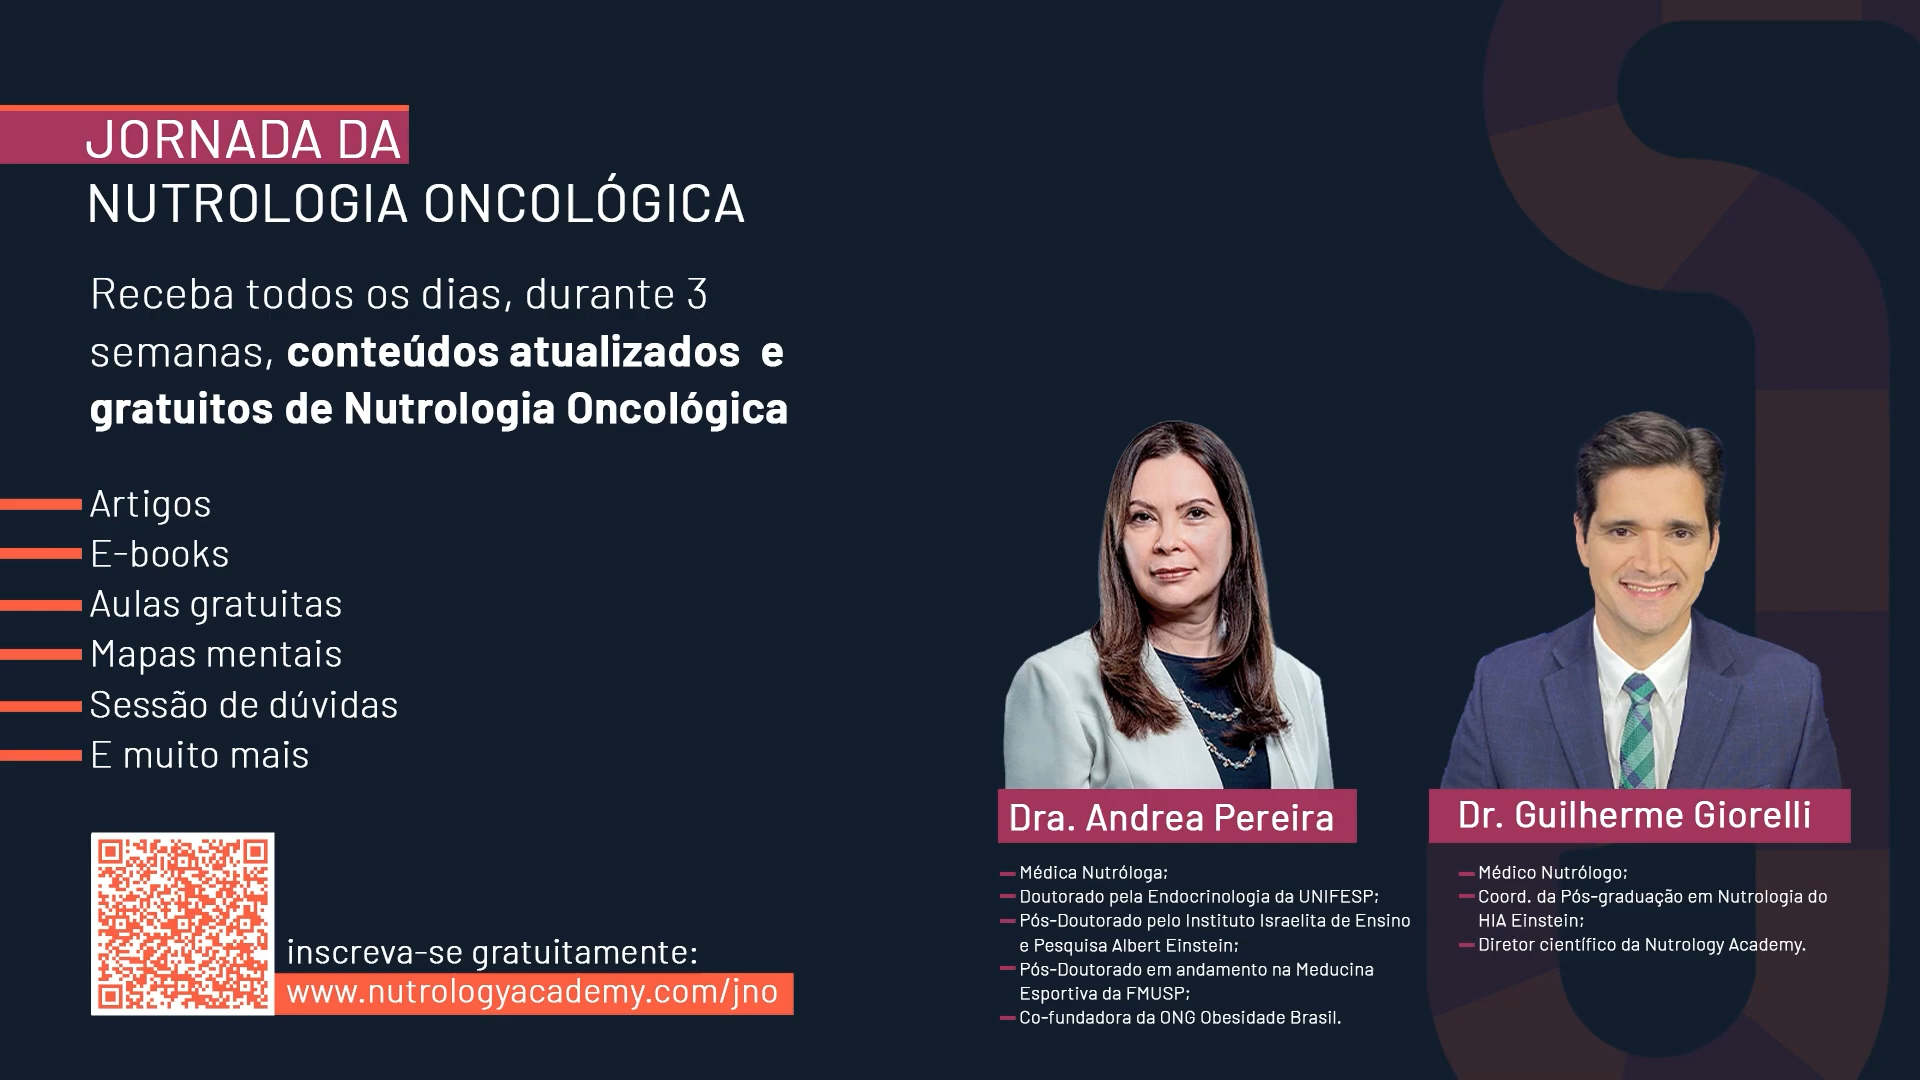 JORNADA DA
NUTROLOGIA ONCOLÓGICA
Receba todos os dias, durante 3
semanas, conteúdos atualizados e
gratuitos de Nutrologia Oncológica
Artigos
E-books
Aulas gratuitas
Mapas mentais
Sessão de dúvidas
E muito mais
inscreva-se gratuitamente:
www.nutrologyacademy.com/jno
Dra. Andrea Pereira
Médica Nutróloga;
Doutorado pela Endocrinologia da UNIFESP;
Pós-Doutorado pelo Instituto Israelita de Ensino
e Pesquisa Albert Einstein;
Pós-Doutorado em andamento na Meducina
Esportiva da FMUSP;
Co-fundadora da ONG Obesidade Brasil.
Dr. Guilherme Giorelli
Médico Nutrólogo;
Coord. da Pós-graduação em Nutrologia do
HIA Einstein;
Diretor científico da Nutrology Academy.